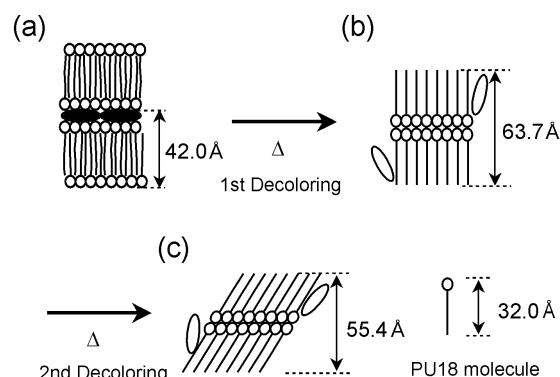 (a)
(b)
42.0 Å
Δ
1st Decoloring
63.7 Å
(c)
Δ
2nd Decoloring
55.4 Å
32.0 Å
PU18 molecule